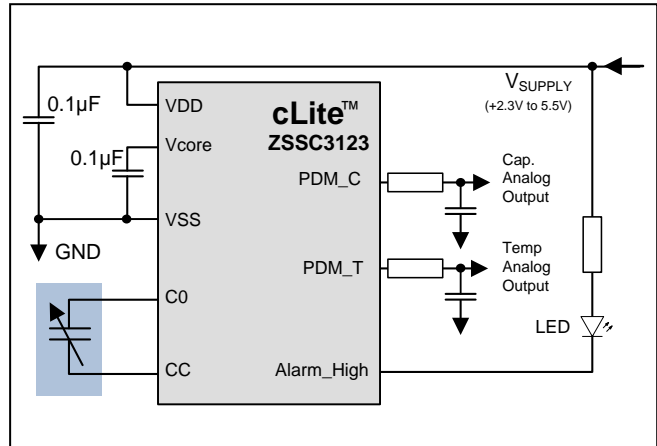 0.1µF
0.1µF
GND
VDD
Vcore
VSS
C0
CC
cLite™
ZSSC3123
PDM_C
PDM_T
Alarm_High
VSUPPLY
(+2.3V to 5.5V)
Cap.
Analog
Output
Temp
Analog
Output
LED